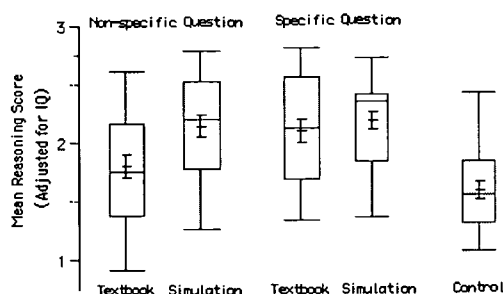 Non-specific Question Specific Question
3
2
1
Mean Reasoning Score
(Adjusted for IQ)
Textbook Simulation Textbook Simulation Control